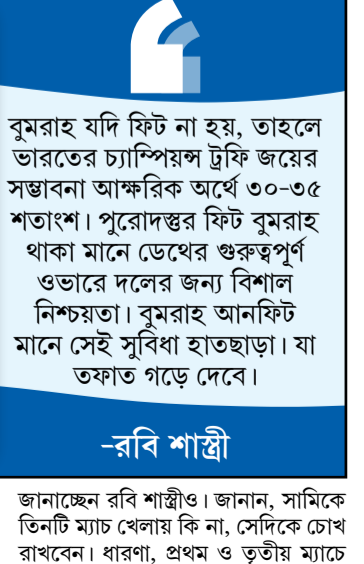 বুমরাহ যদি ফিট না হয়, তাহলে
ভারতের চ্যাম্পিয়ন্স ট্রফি জয়ের
সম্ভাবনা আক্ষরিক অর্থে ৩০-৩৫
শতাংশ। পুরোদস্তুর ফিট বুমরাহ
থাকা মানে ডেথের গুরুত্বপূর্ণ
ওভারে দলের জন্য বিশাল
নিশ্চয়তা। বুমরাহ আনফিট
মানে সেই সুবিধা হাতছাড়া। যা
তফাত গড়ে দেবে।
-রবি শাস্ত্রী
জানাচ্ছেন রবি শাস্ত্রীও। জানান, সামিকে
তিনটি ম্যাচ খেলায় কি না, সেদিকে চোখ
রাখবেন। ধারণা, প্রথম ও তৃতীয় ম্যাচে